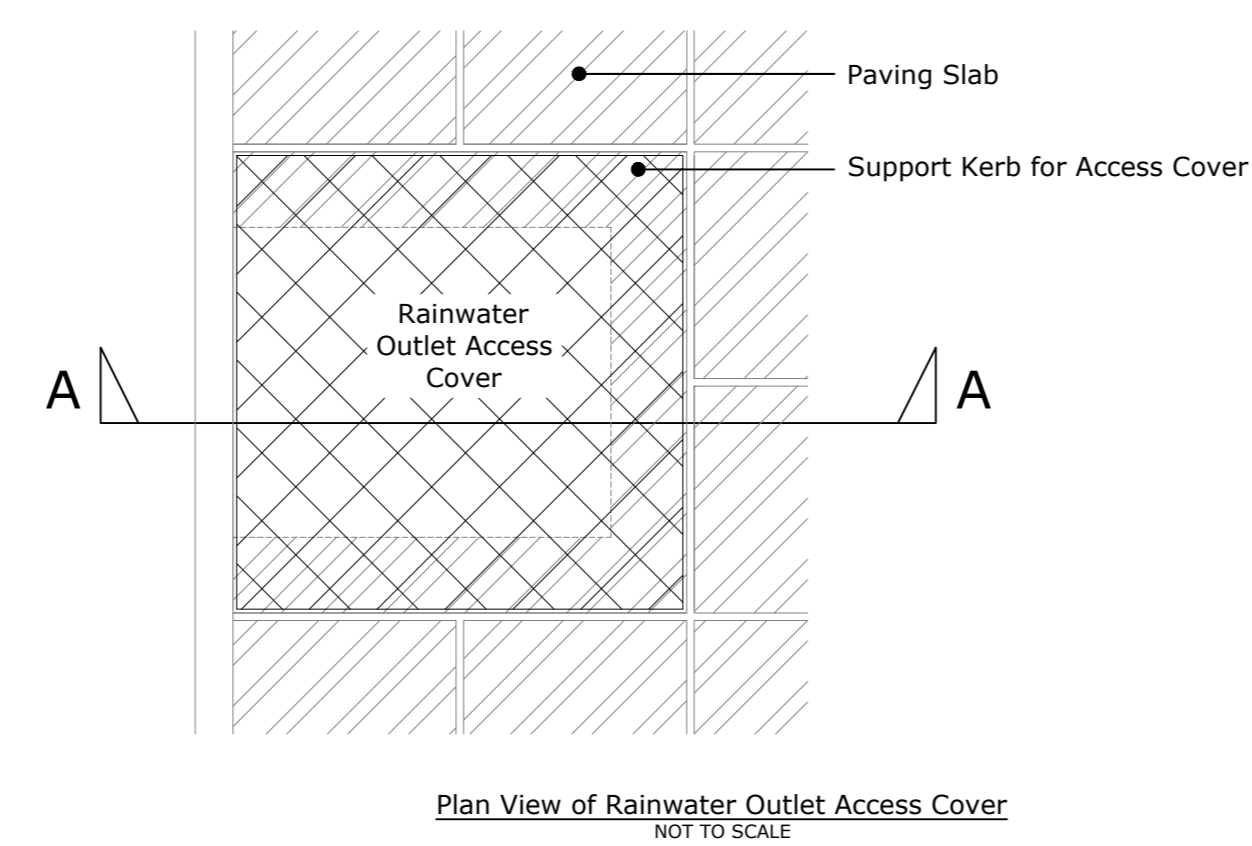 Paving Slab
Support Kerb for Access Cover
Rainwater
Outlet Access
Cover
A
A
Plan View of Rainwater Outlet Access Cover
NOT TO SCALE